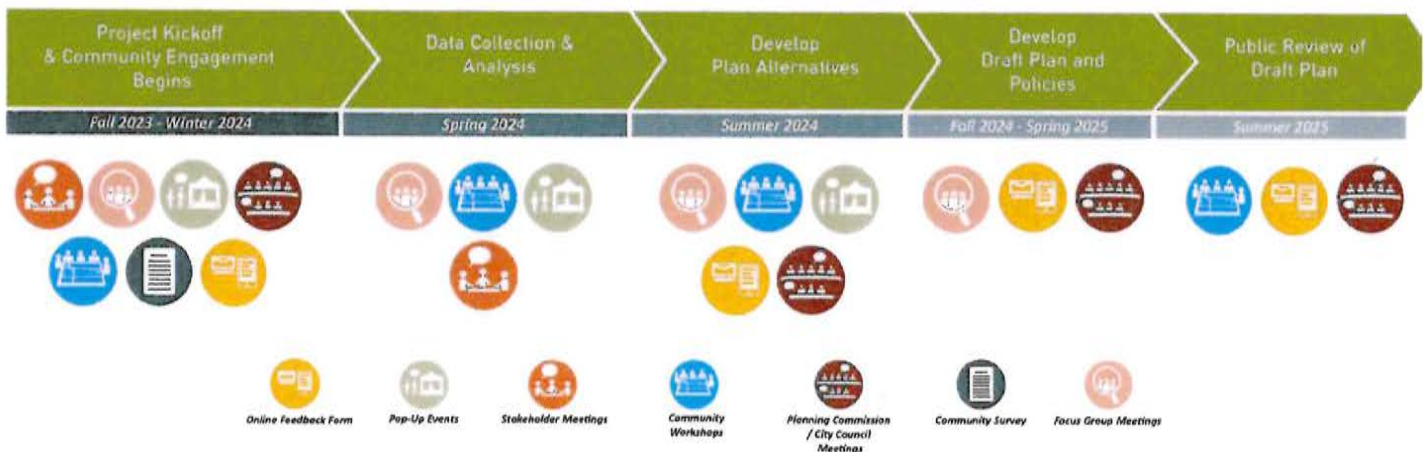 Project Kickoff
& Community Engagement
Begins
Data Collection &
Analysis
Develop
Plan Alternatives
Develop
Draft Plan and
Policies
Public Review of
Draft Plan
Fall 2023 - Winter 2024
Spring 2024
Summer 2024
Fall 2024 - Spring 2025
Summer 2025
Online Feedback Form
Pop-Up Events
Stakeholder Meetings
Community
Workshops
Planning Commission
/ City Council
Meetings
Community Survey
Focus Group Meetings